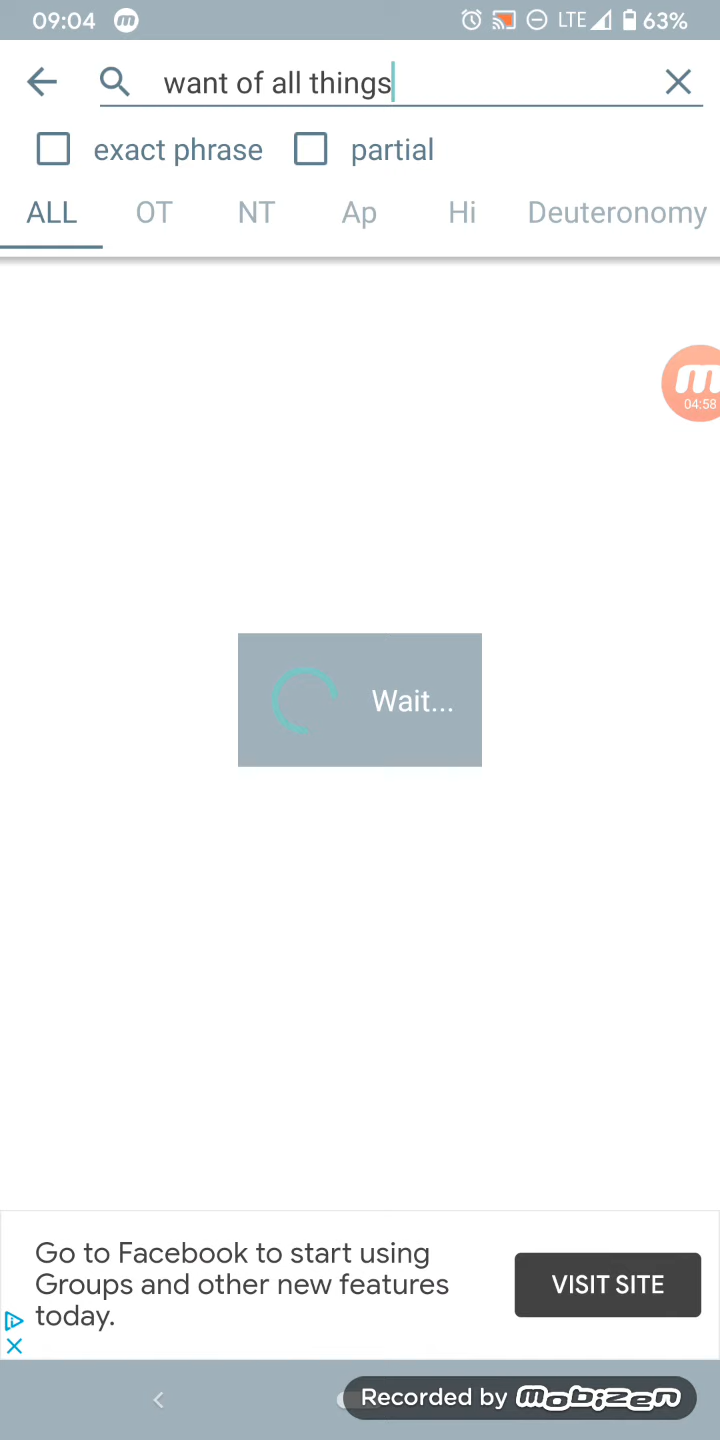 09:04 m LTE 63%
want of all things
exact phrase partial
ALL OT NT Ap Hi Deuteronomy
m
04:58
Wait...
Go to Facebook to start using
Groups and other new features
today.
VISIT SITE
Recorded by mobizen